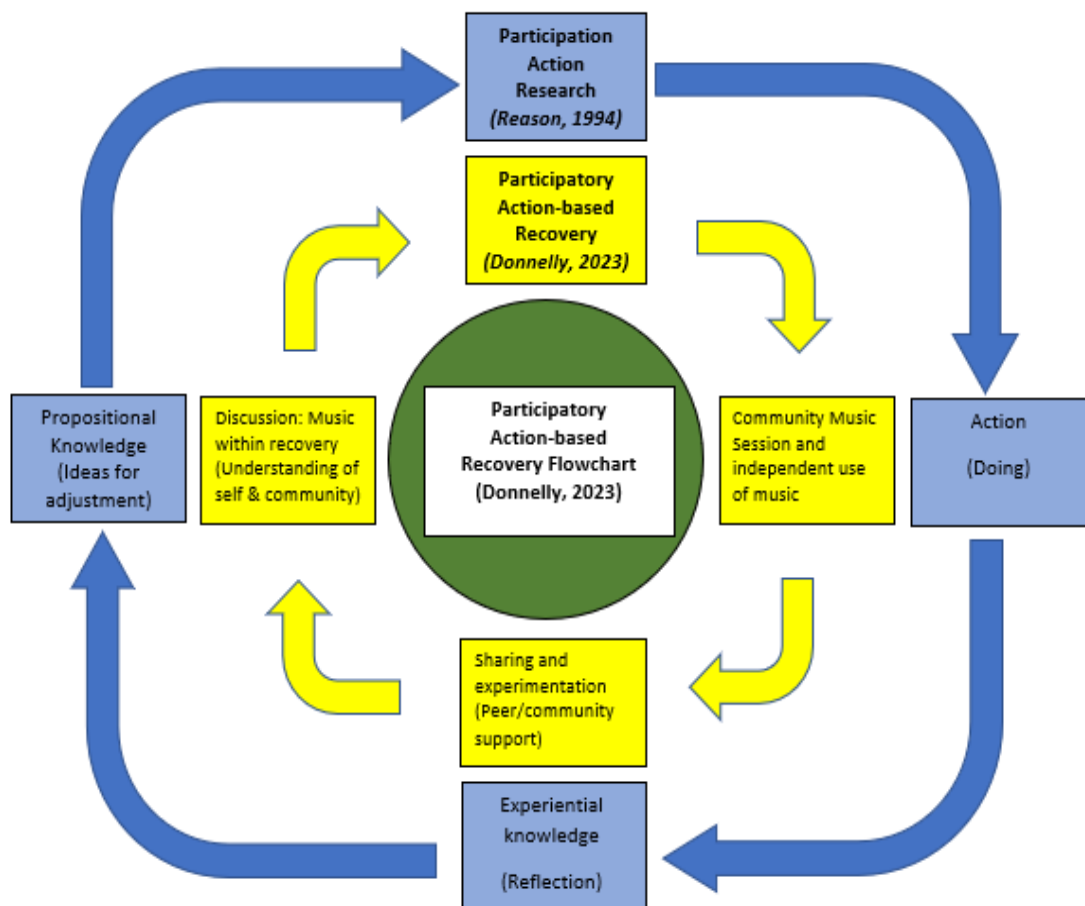 Participation
Action
Research
(Reason, 1994)
Participatory
Action-based
Recovery
(Donnelly, 2023)
Propositional
Knowledge
(Ideas for
adjustment)
Discussion: Music
within recovery
(Understanding of
self & community)
Participatory
Action-based
Recovery Flowchart
(Donnelly, 2023)
Community Music
Session and
independent use
of music
Action
(Doing)
Sharing and
experimentation
(Peer/community
support)
Experiential
knowledge
(Reflection)